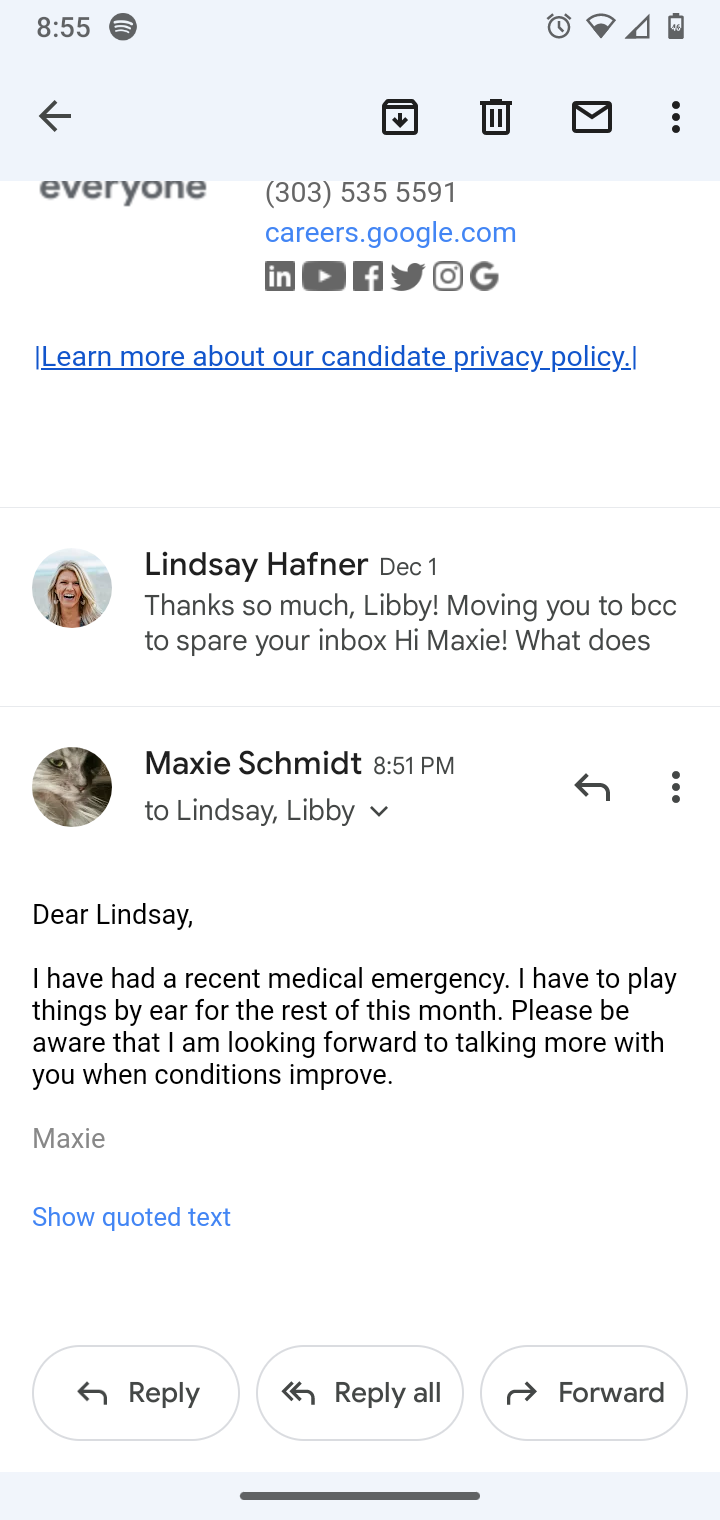 8:55
46
everyone
(303) 535 5591
careers.google.com
|Learn more about our candidate privacy policy.|
Lindsay Hafner Dec 1
Thanks so much, Libby! Moving you to bcc
to spare your inbox Hi Maxie! What does
Maxie Schmidt 8:51 PM
to Lindsay, Libby
Dear Lindsay,
I have had a recent medical emergency. I have to play
things by ear for the rest of this month. Please be
aware that I am looking forward to talking more with
you when conditions improve.
Maxie
Show quoted text
Reply
Reply all
Forward